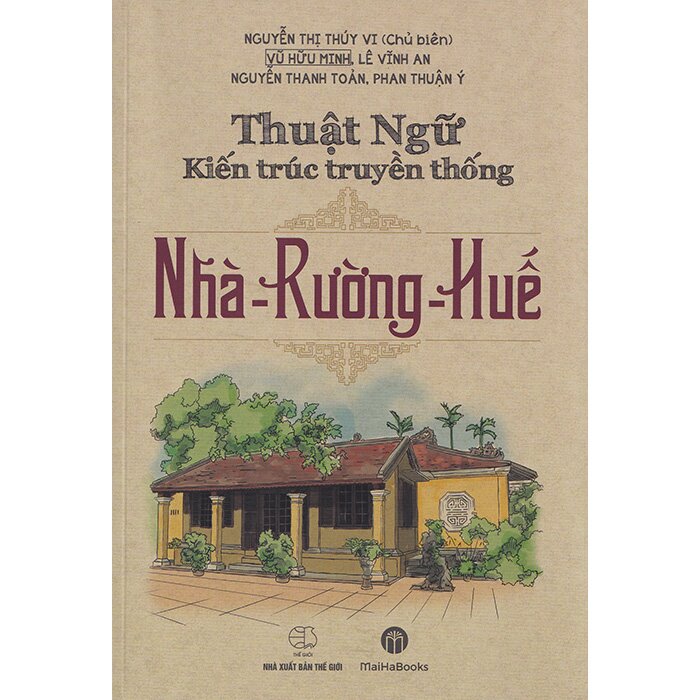 NGUYỄN THỊ THÚY VI (Chủ biên)
VŨ HỮU MINH, LÊ VĨNH AN
NGUYỄN THANH TOẢN, PHAN THUẬN Ý
Thuật Ngữ
Kiến trúc truyền thống
Nhà-Rường-Huế
THẾ GIỚI
NHÀ XUẤT BẢN THẾ GIỚI
MaiHaBooks